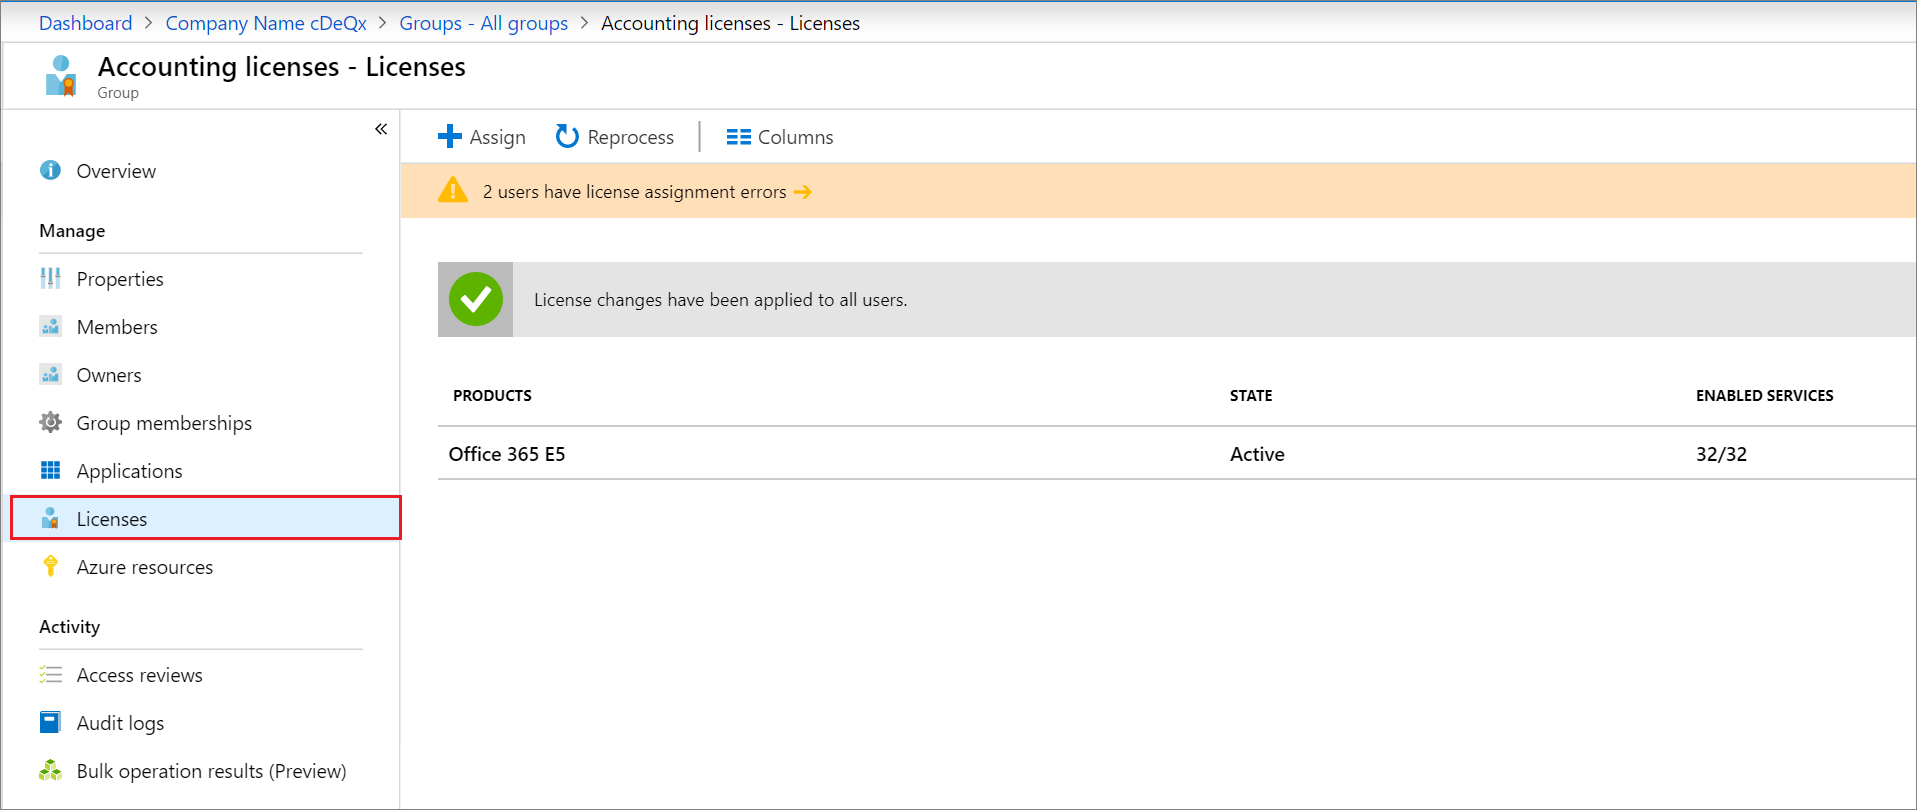 Dashboard > Company Name cDeQx > Groups - All groups > Accounting licenses - Licenses
Accounting licenses - Licenses
Group
«
Overview
Manage
Properties
Members
Owners
Group memberships
Applications
Licenses
Azure resources
Activity
Access reviews
Audit logs
Bulk operation results (Preview)
Assign Reprocess Columns
2 users have license assignment errors →
License changes have been applied to all users.
PRODUCTS STATE ENABLED SERVICES
Office 365 E5 Active 32/32